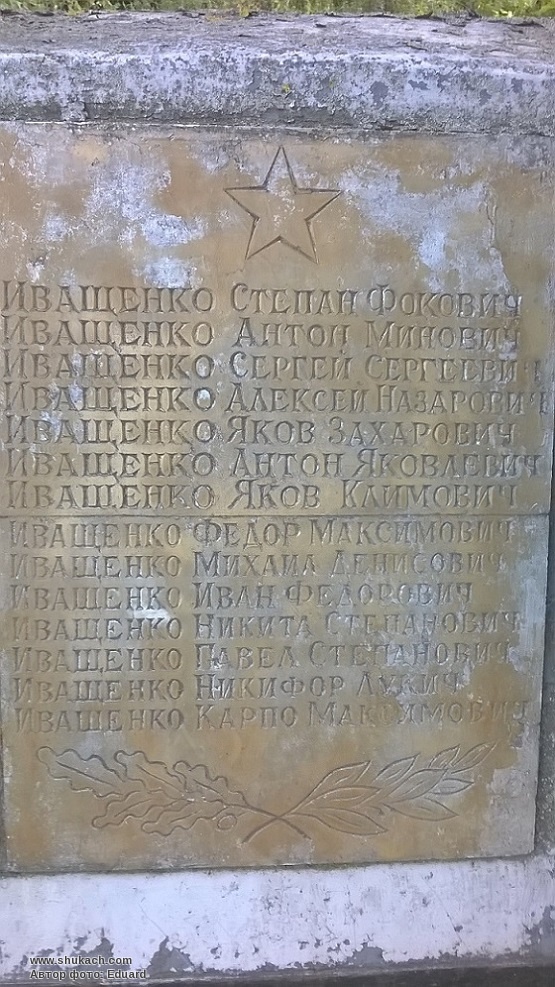 Иващенко Степан Фокович
Иващенко Антон Минович
Иващенко Сергей Сергеевич
Иващенко Алексей Назарович
Иващенко Яков Захарович
Иващенко Антон Яковлевич
Иващенко Яков Климович
Иващенко Федор Максимович
Иващенко Михаил Денисович
Иващенко Иван Федорович
Иващенко Никита Степанович
Иващенко Павел Степанович
Иващенко Никифор Лукич
Иващенко Карпо Максимович
www.shukach.com
Автор фото: Eduard